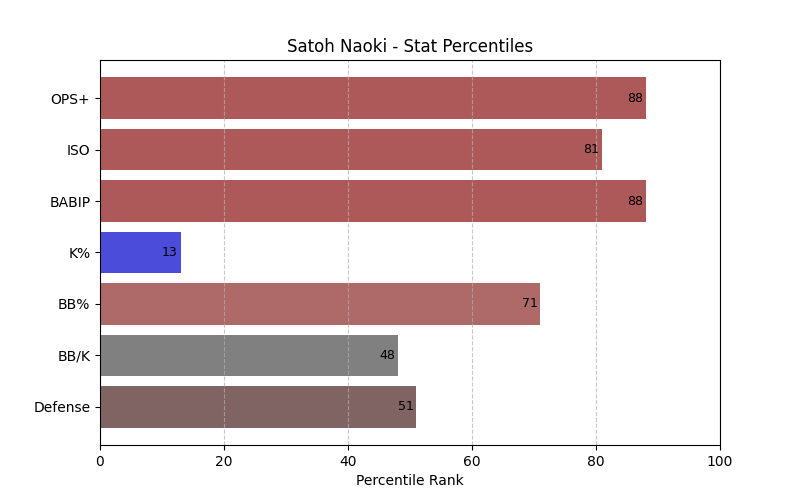 Satoh Naoki - Stat Percentiles
OPS+ 88
ISO 81
BABIP 88
K% 13
BB% 71
BB/K 48
Defense 51
0 20 40 60 80 100
Percentile Rank